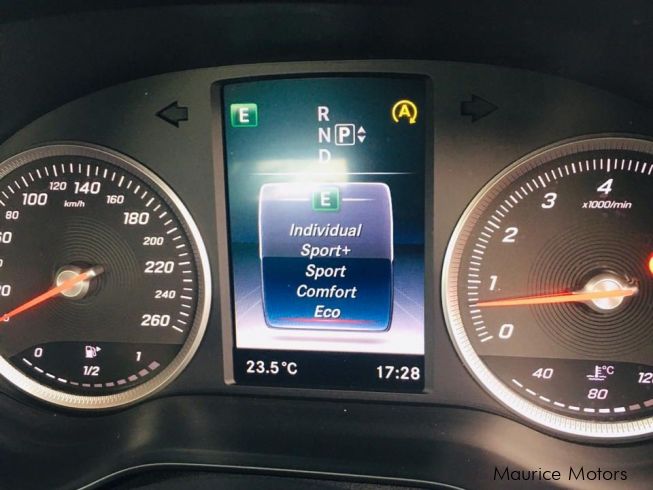 E
R
N P
D
A
E
Individual
Sport+
Sport
Comfort
Eco
23.5°C 17:28
80 100 120 140 160 180 200 220 240 260
km/h
0 1/2 1
0 1 2 3 4
x1000/min
40 80 °C
Maurice Motors